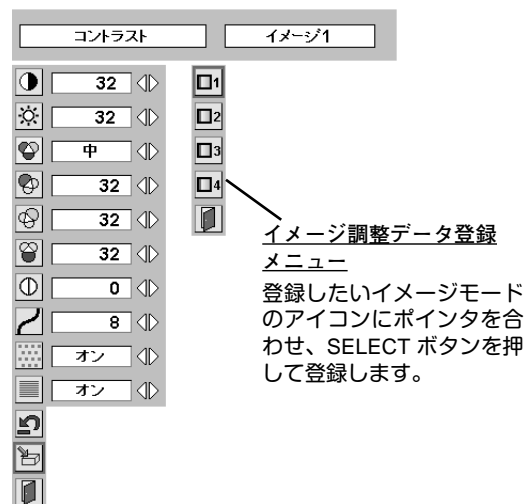 コントラスト イメージ1
32
32
中
32
32
32
0
8
オン
オン
1
2
3
4
イメージ調整データ登録
メニュー
登録したいイメージモード
のアイコンにポインタを合
わせ、SELECT ボタンを押
して登録します。